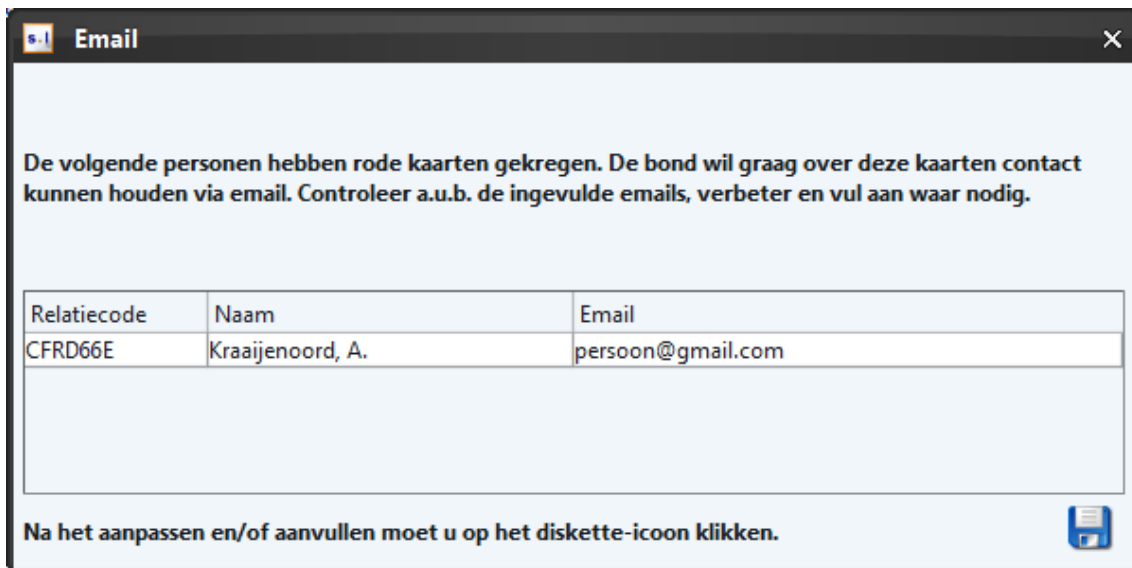 s.l Email
De volgende personen hebben rode kaarten gekregen. De bond wil graag over deze kaarten contact
kunnen houden via email. Controleer a.u.b. de ingevulde emails, verbeter en vul aan waar nodig.
Relatiecode Naam Email
CFRD66E Kraaijenoord, A. persoon@gmail.com
Na het aanpassen en/of aanvullen moet u op het diskette-icoon klikken.